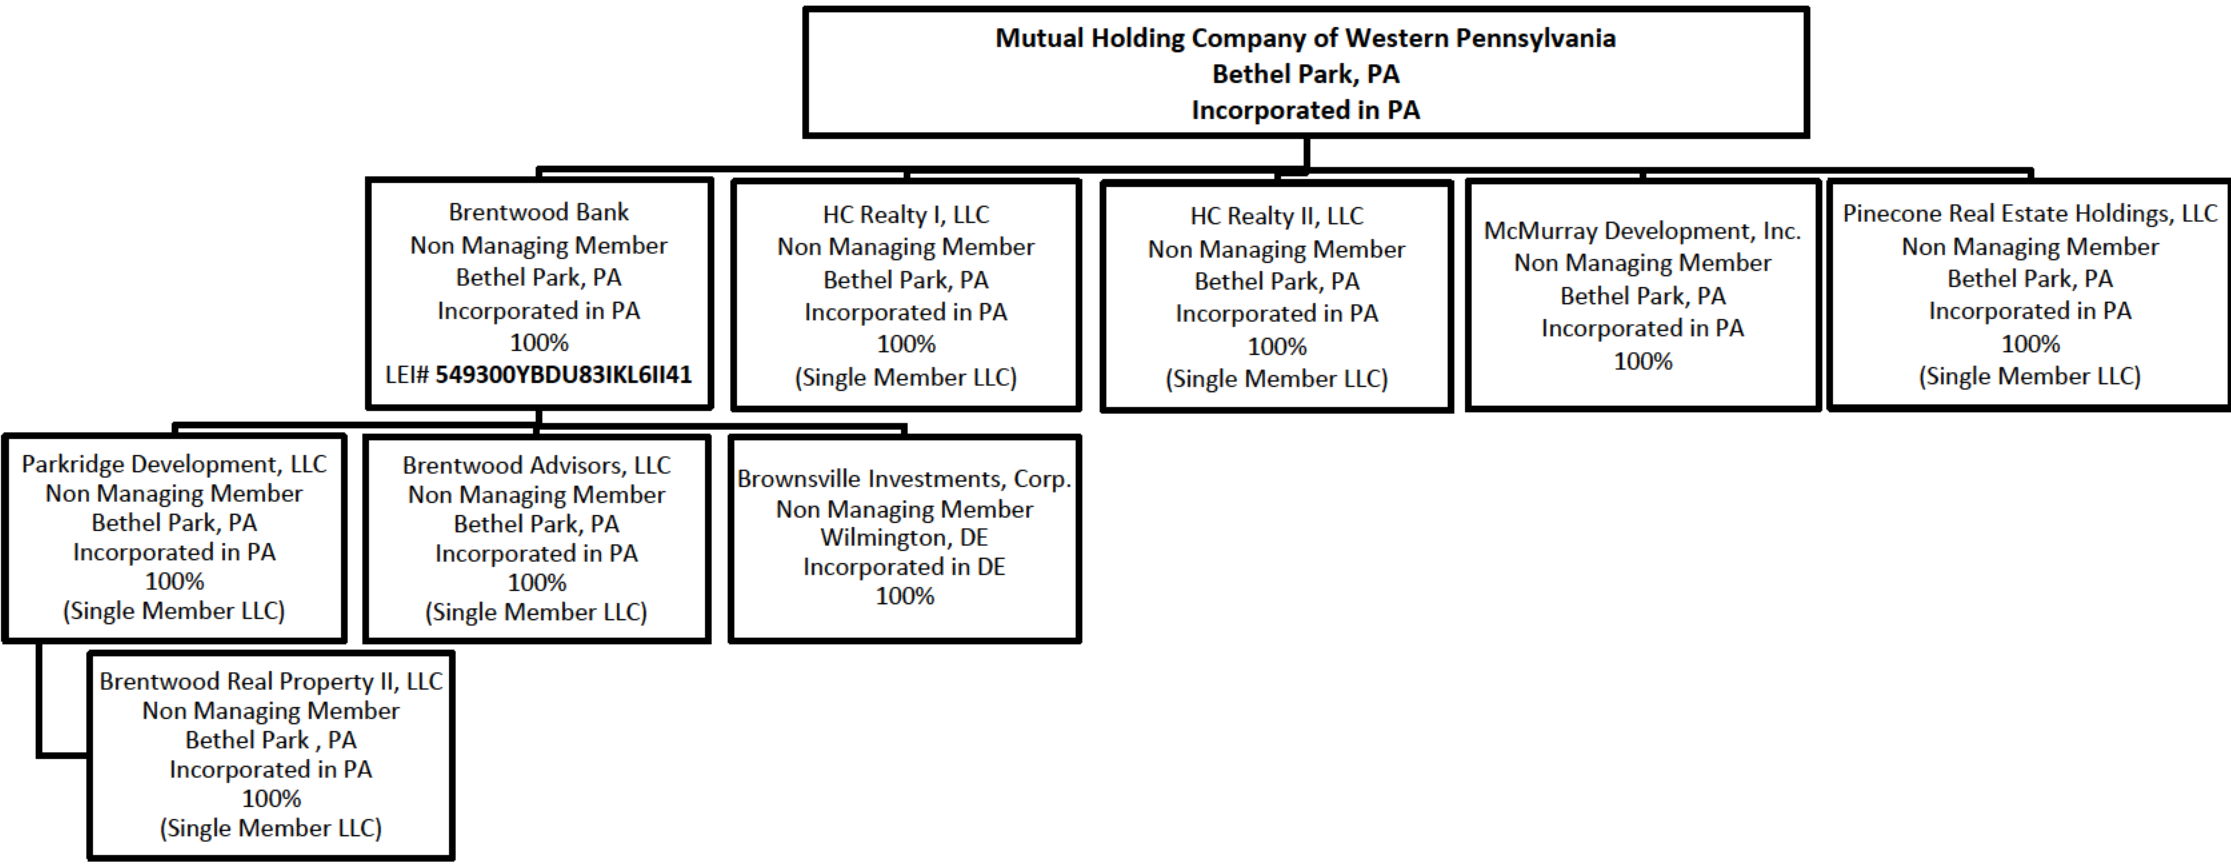 Mutual Holding Company of Western Pennsylvania
Bethel Park, PA
Incorporated in PA
Brentwood Bank
Non Managing Member
Bethel Park, PA
Incorporated in PA
100%
LEI# 549300YBDU83IKL6II41
HC Realty I, LLC
Non Managing Member
Bethel Park, PA
Incorporated in PA
100%
(Single Member LLC)
HC Realty II, LLC
Non Managing Member
Bethel Park, PA
Incorporated in PA
100%
(Single Member LLC)
McMurray Development, Inc.
Non Managing Member
Bethel Park, PA
Incorporated in PA
100%
Pinecone Real Estate Holdings, LLC
Non Managing Member
Bethel Park, PA
Incorporated in PA
100%
(Single Member LLC)
Parkridge Development, LLC
Non Managing Member
Bethel Park, PA
Incorporated in PA
100%
(Single Member LLC)
Brentwood Advisors, LLC
Non Managing Member
Bethel Park, PA
Incorporated in PA
100%
(Single Member LLC)
Brownsville Investments, Corp.
Non Managing Member
Wilmington, DE
Incorporated in DE
100%
Brentwood Real Property II, LLC
Non Managing Member
Bethel Park , PA
Incorporated in PA
100%
(Single Member LLC)